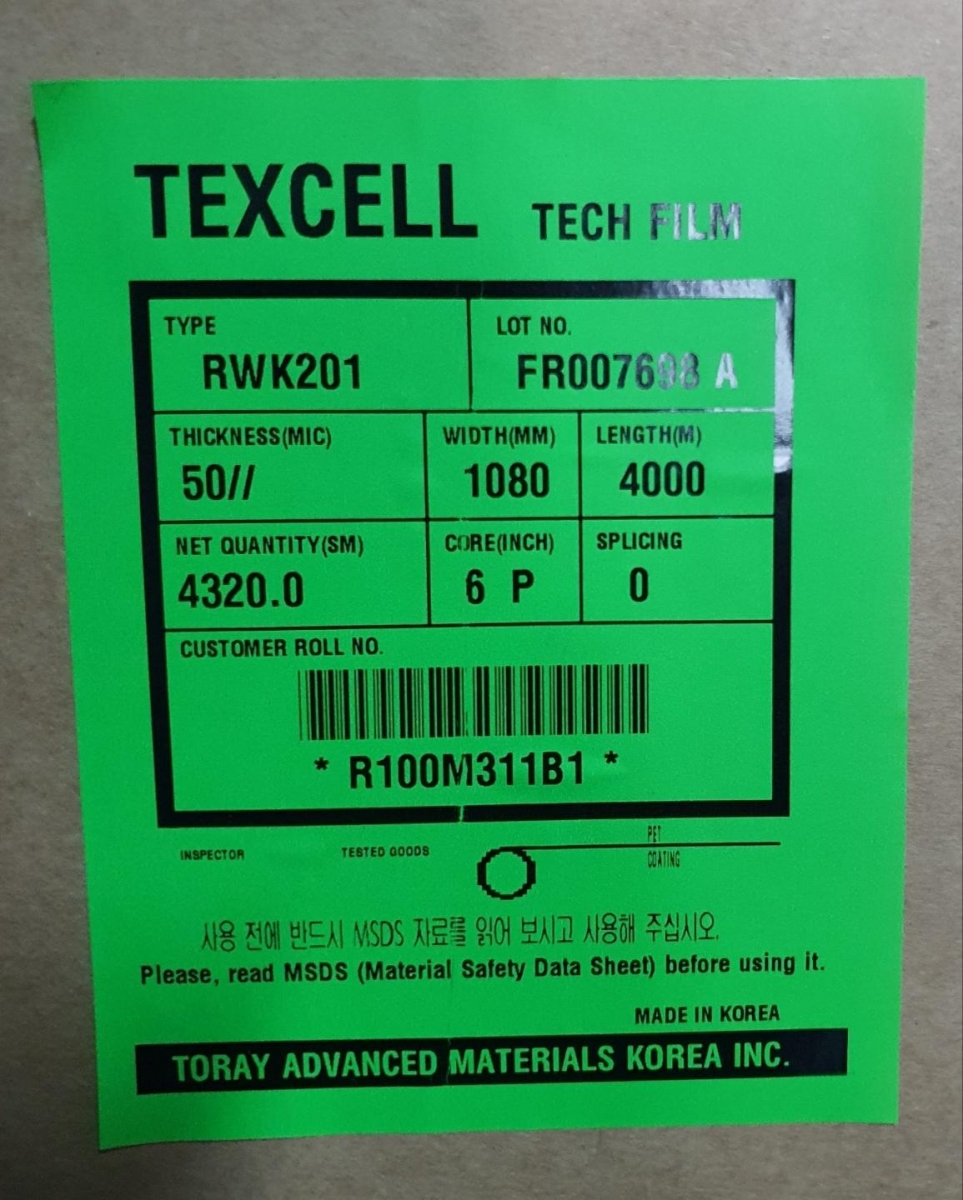 TEXCELL TECH FILM
TYPE LOT NO.
RWK201 FR007698 A
THICKNESS(MIC) WIDTH(MM) LENGTH(M)
50// 1080 4000
NET QUANTITY(SM) CORE(INCH) SPLICING
4320.0 6 P 0
CUSTOMER ROLL NO.
* R100M311B1 *
PET
INSPECTOR TESTED GOODS COATING
사용 전에 반드시 MSDS 자료를 읽어 보시고 사용해 주십시오.
Please, read MSDS (Material Safety Data Sheet) before using it.
MADE IN KOREA
TORAY ADVANCED MATERIALS KOREA INC.